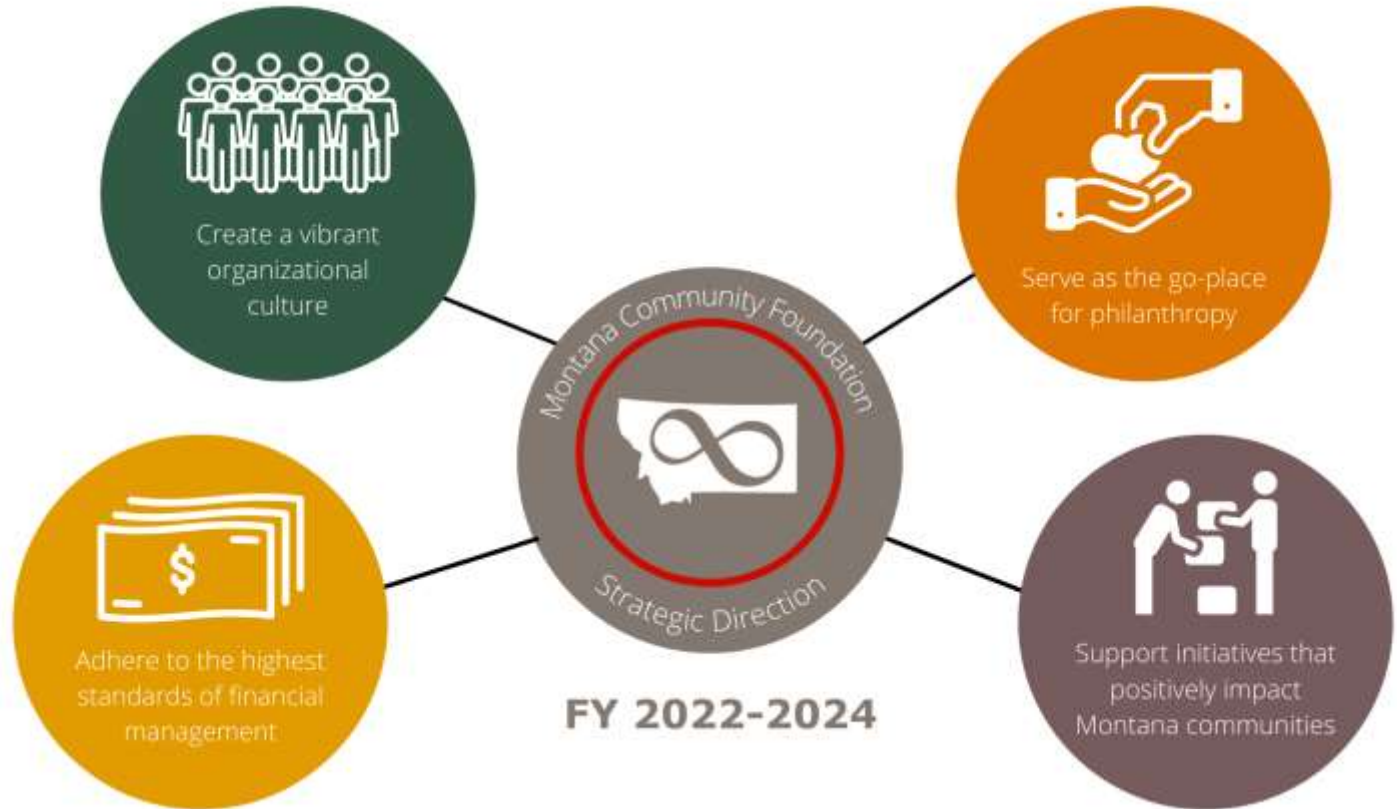 Create a vibrant
organizational
culture
Serve as the go-place
for philanthropy
Montana Community Foundation
Strategic Direction
$
Adhere to the highest
standards of financial
management
Support initiatives that
positively impact
Montana communities
FY 2022-2024